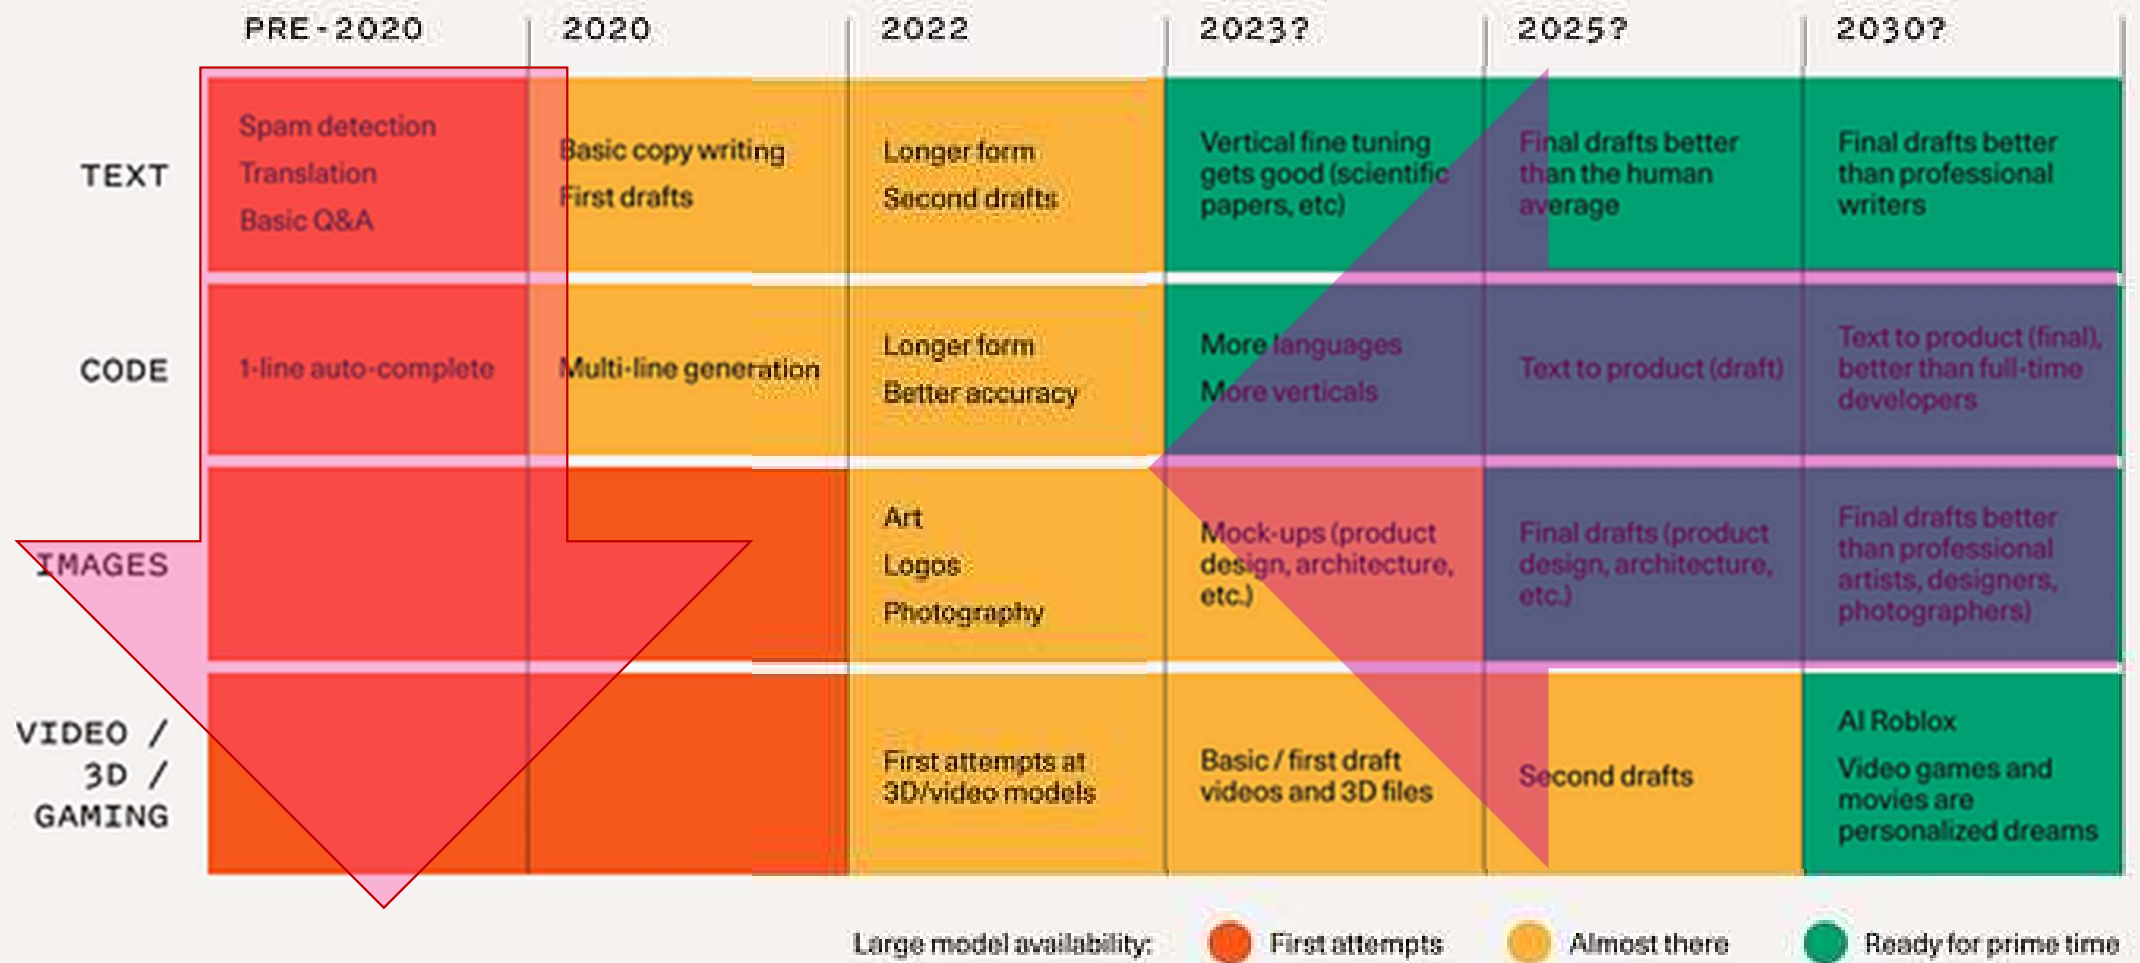 PRE-2020
2020
2022
2023?
2025?
2030?
TEXT
Spam detection
Translation
Basic Q&A
Basic copy writing
First drafts
Longer form
Second drafts
Vertical fine tuning
gets good (scientific
papers, etc)
Final drafts better
than the human
average
Final drafts better
than professional
writers
CODE
1-line auto-complete
Multi-line generation
Longer form
Better accuracy
More languages
More verticals
Text to product (draft)
Text to product (final),
better than full-time
developers
IMAGES
Art
Logos
Photography
Mock-ups (product
design, architecture,
etc.)
Final drafts (product
design, architecture,
etc.)
Final drafts better
than professional
artists, designers,
photographers)
VIDEO /
3D /
GAMING
First attempts at
3D/video models
Basic / first draft
videos and 3D files
Second drafts
AI Roblox
Video games and
movies are
personalized dreams
Large model availability:
First attempts
Almost there
Ready for prime time